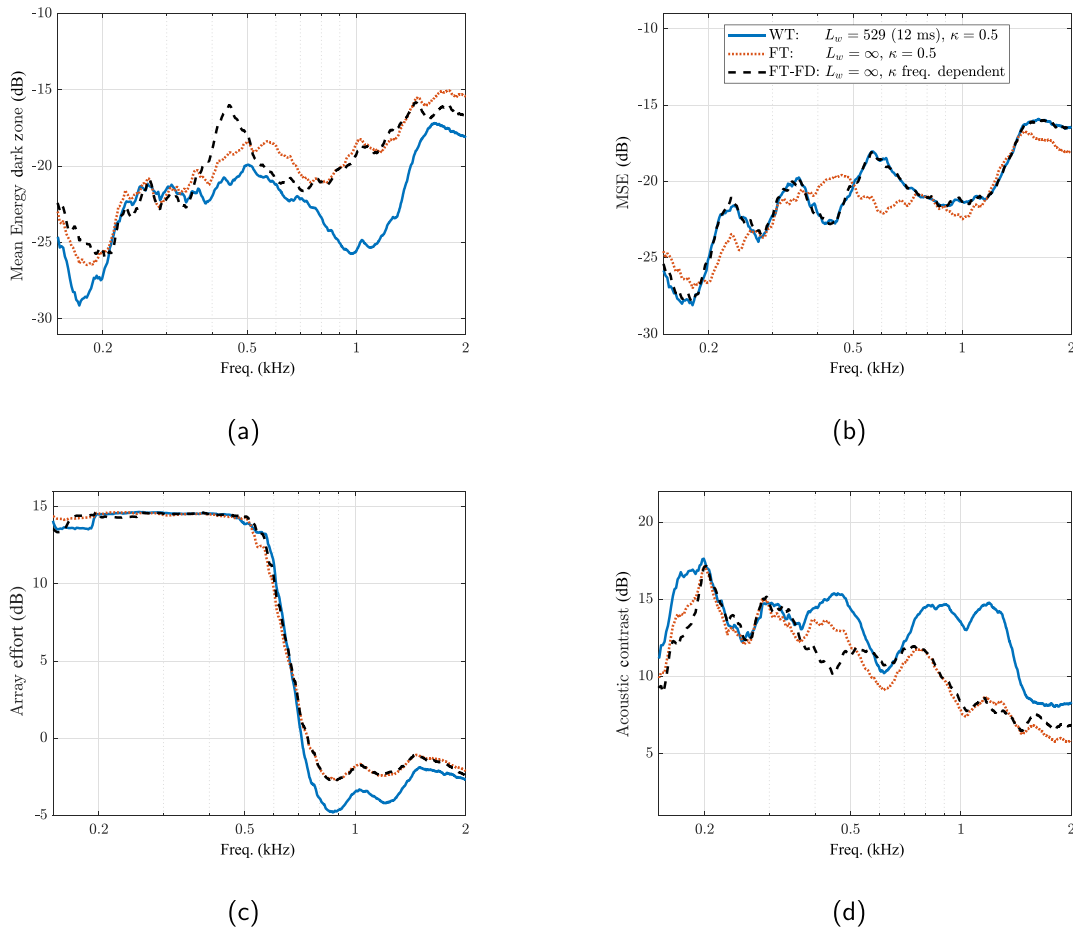 -10
-15
-20
-25
-30
Mean Energy dark zone (dB)
0.2 0.5 1 2
Freq. (kHz)
(a)
-10
-15
-20
-25
-30
MSE (dB)
WT: L_w = 529 (12 ms), κ = 0.5
FT: L_w = ∞, κ = 0.5
FT-FD: L_w = ∞, κ freq. dependent
0.2 0.5 1 2
Freq. (kHz)
(b)
15
10
5
0
-5
Array effort (dB)
0.2 0.5 1 2
Freq. (kHz)
(c)
20
15
10
5
Acoustic contrast (dB)
0.2 0.5 1 2
Freq. (kHz)
(d)